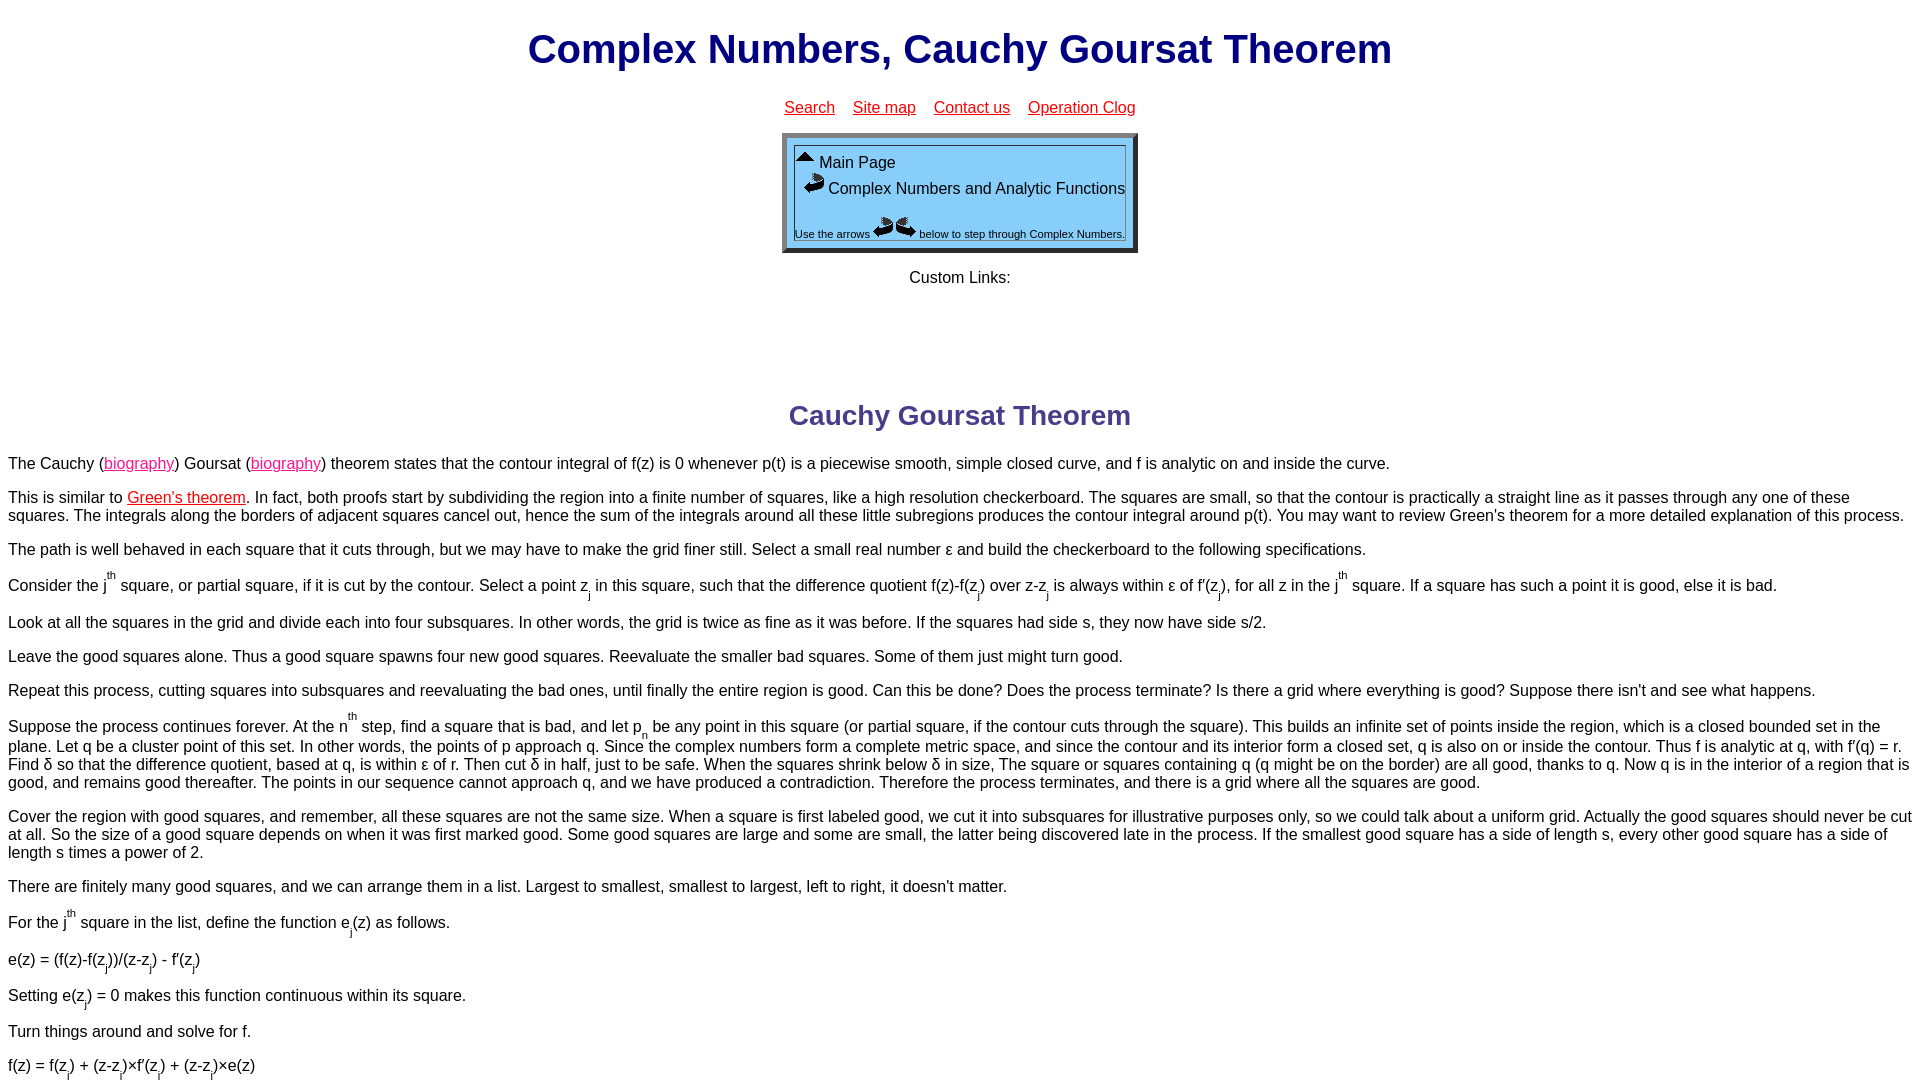 Complex Numbers, Cauchy Goursat Theorem
Search Site map Contact us Operation Clog
Main Page
Complex Numbers and Analytic Functions
Use the arrows below to step through Complex Numbers.
Custom Links:
Cauchy Goursat Theorem
The Cauchy (biography) Goursat (biography) theorem states that the contour integral of f(z) is 0 whenever p(t) is a piecewise smooth, simple closed curve, and f is analytic on and inside the curve.
This is similar to Green's theorem. In fact, both proofs start by subdividing the region into a finite number of squares, like a high resolution checkerboard. The squares are small, so that the contour is practically a straight line as it passes through any one of these
squares. The integrals along the borders of adjacent squares cancel out, hence the sum of the integrals around all these little subregions produces the contour integral around p(t). You may want to review Green's theorem for a more detailed explanation of this process.
The path is well behaved in each square that it cuts through, but we may have to make the grid finer still. Select a small real number ε and build the checkerboard to the following specifications.
Consider the jth square, or partial square, if it is cut by the contour. Select a point zj in this square, such that the difference quotient f(z)-f(zj) over z-zj is always within ε of f′(zj), for all z in the jth square. If a square has such a point it is good, else it is bad.
Look at all the squares in the grid and divide each into four subsquares. In other words, the grid is twice as fine as it was before. If the squares had side s, they now have side s/2.
Leave the good squares alone. Thus a good square spawns four new good squares. Reevaluate the smaller bad squares. Some of them just might turn good.
Repeat this process, cutting squares into subsquares and reevaluating the bad ones, until finally the entire region is good. Can this be done? Does the process terminate? Is there a grid where everything is good? Suppose there isn't and see what happens.
Suppose the process continues forever. At the nth step, find a square that is bad, and let pn be any point in this square (or partial square, if the contour cuts through the square). This builds an infinite set of points inside the region, which is a closed bounded set in the
plane. Let q be a cluster point of this set. In other words, the points of p approach q. Since the complex numbers form a complete metric space, and since the contour and its interior form a closed set, q is also on or inside the contour. Thus f is analytic at q, with f′(q) = r.
Find δ so that the difference quotient, based at q, is within ε of r. Then cut δ in half, just to be safe. When the squares shrink below δ in size, The square or squares containing q (q might be on the border) are all good, thanks to q. Now q is in the interior of a region that is
good, and remains good thereafter. The points in our sequence cannot approach q, and we have produced a contradiction. Therefore the process terminates, and there is a grid where all the squares are good.
Cover the region with good squares, and remember, all these squares are not the same size. When a square is first labeled good, we cut it into subsquares for illustrative purposes only, so we could talk about a uniform grid. Actually the good squares should never be cut
at all. So the size of a good square depends on when it was first marked good. Some good squares are large and some are small, the latter being discovered late in the process. If the smallest good square has a side of length s, every other good square has a side of
length s times a power of 2.
There are finitely many good squares, and we can arrange them in a list. Largest to smallest, smallest to largest, left to right, it doesn't matter.
For the jth square in the list, define the function ej(z) as follows.
e(z) = (f(z)-f(zj))/(z-zj) - f′(zj)
Setting e(zj) = 0 makes this function continuous within its square.
Turn things around and solve for f.
f(z) = f(zj) + (z-zj)×f′(zj) + (z-zj)×e(z)